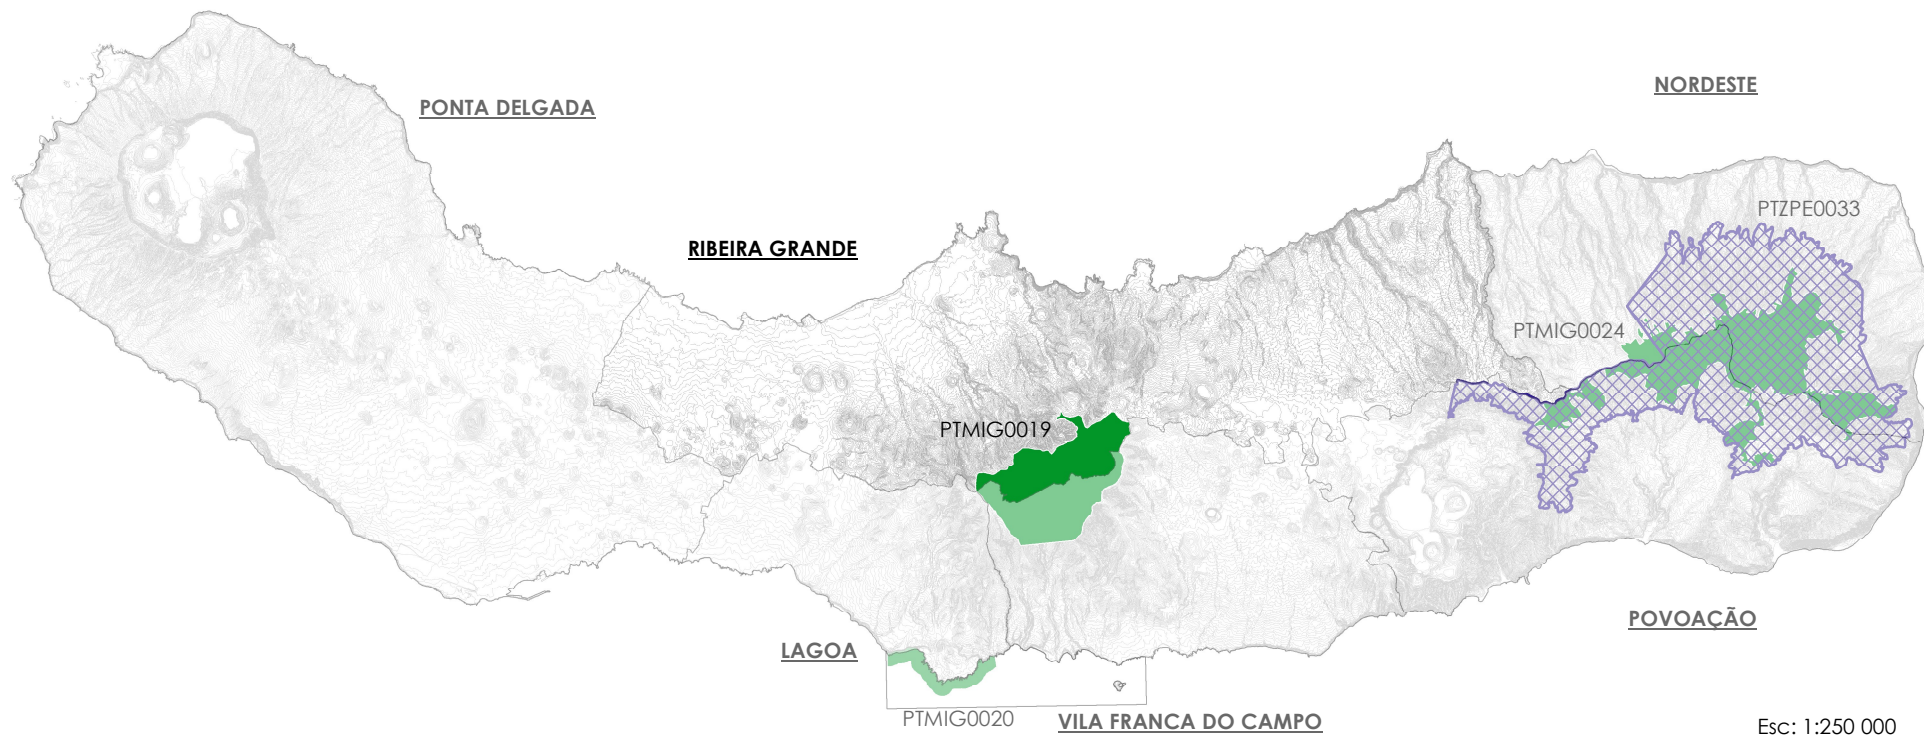 NORDESTE
PONTA DELGADA
PTZPE0033
RIBEIRA GRANDE
PTMIG0024
PTMIG0019
POVOAÇÃO
LAGOA
PTMIG0020
VILA FRANCA DO CAMPO
Esc: 1:250 000